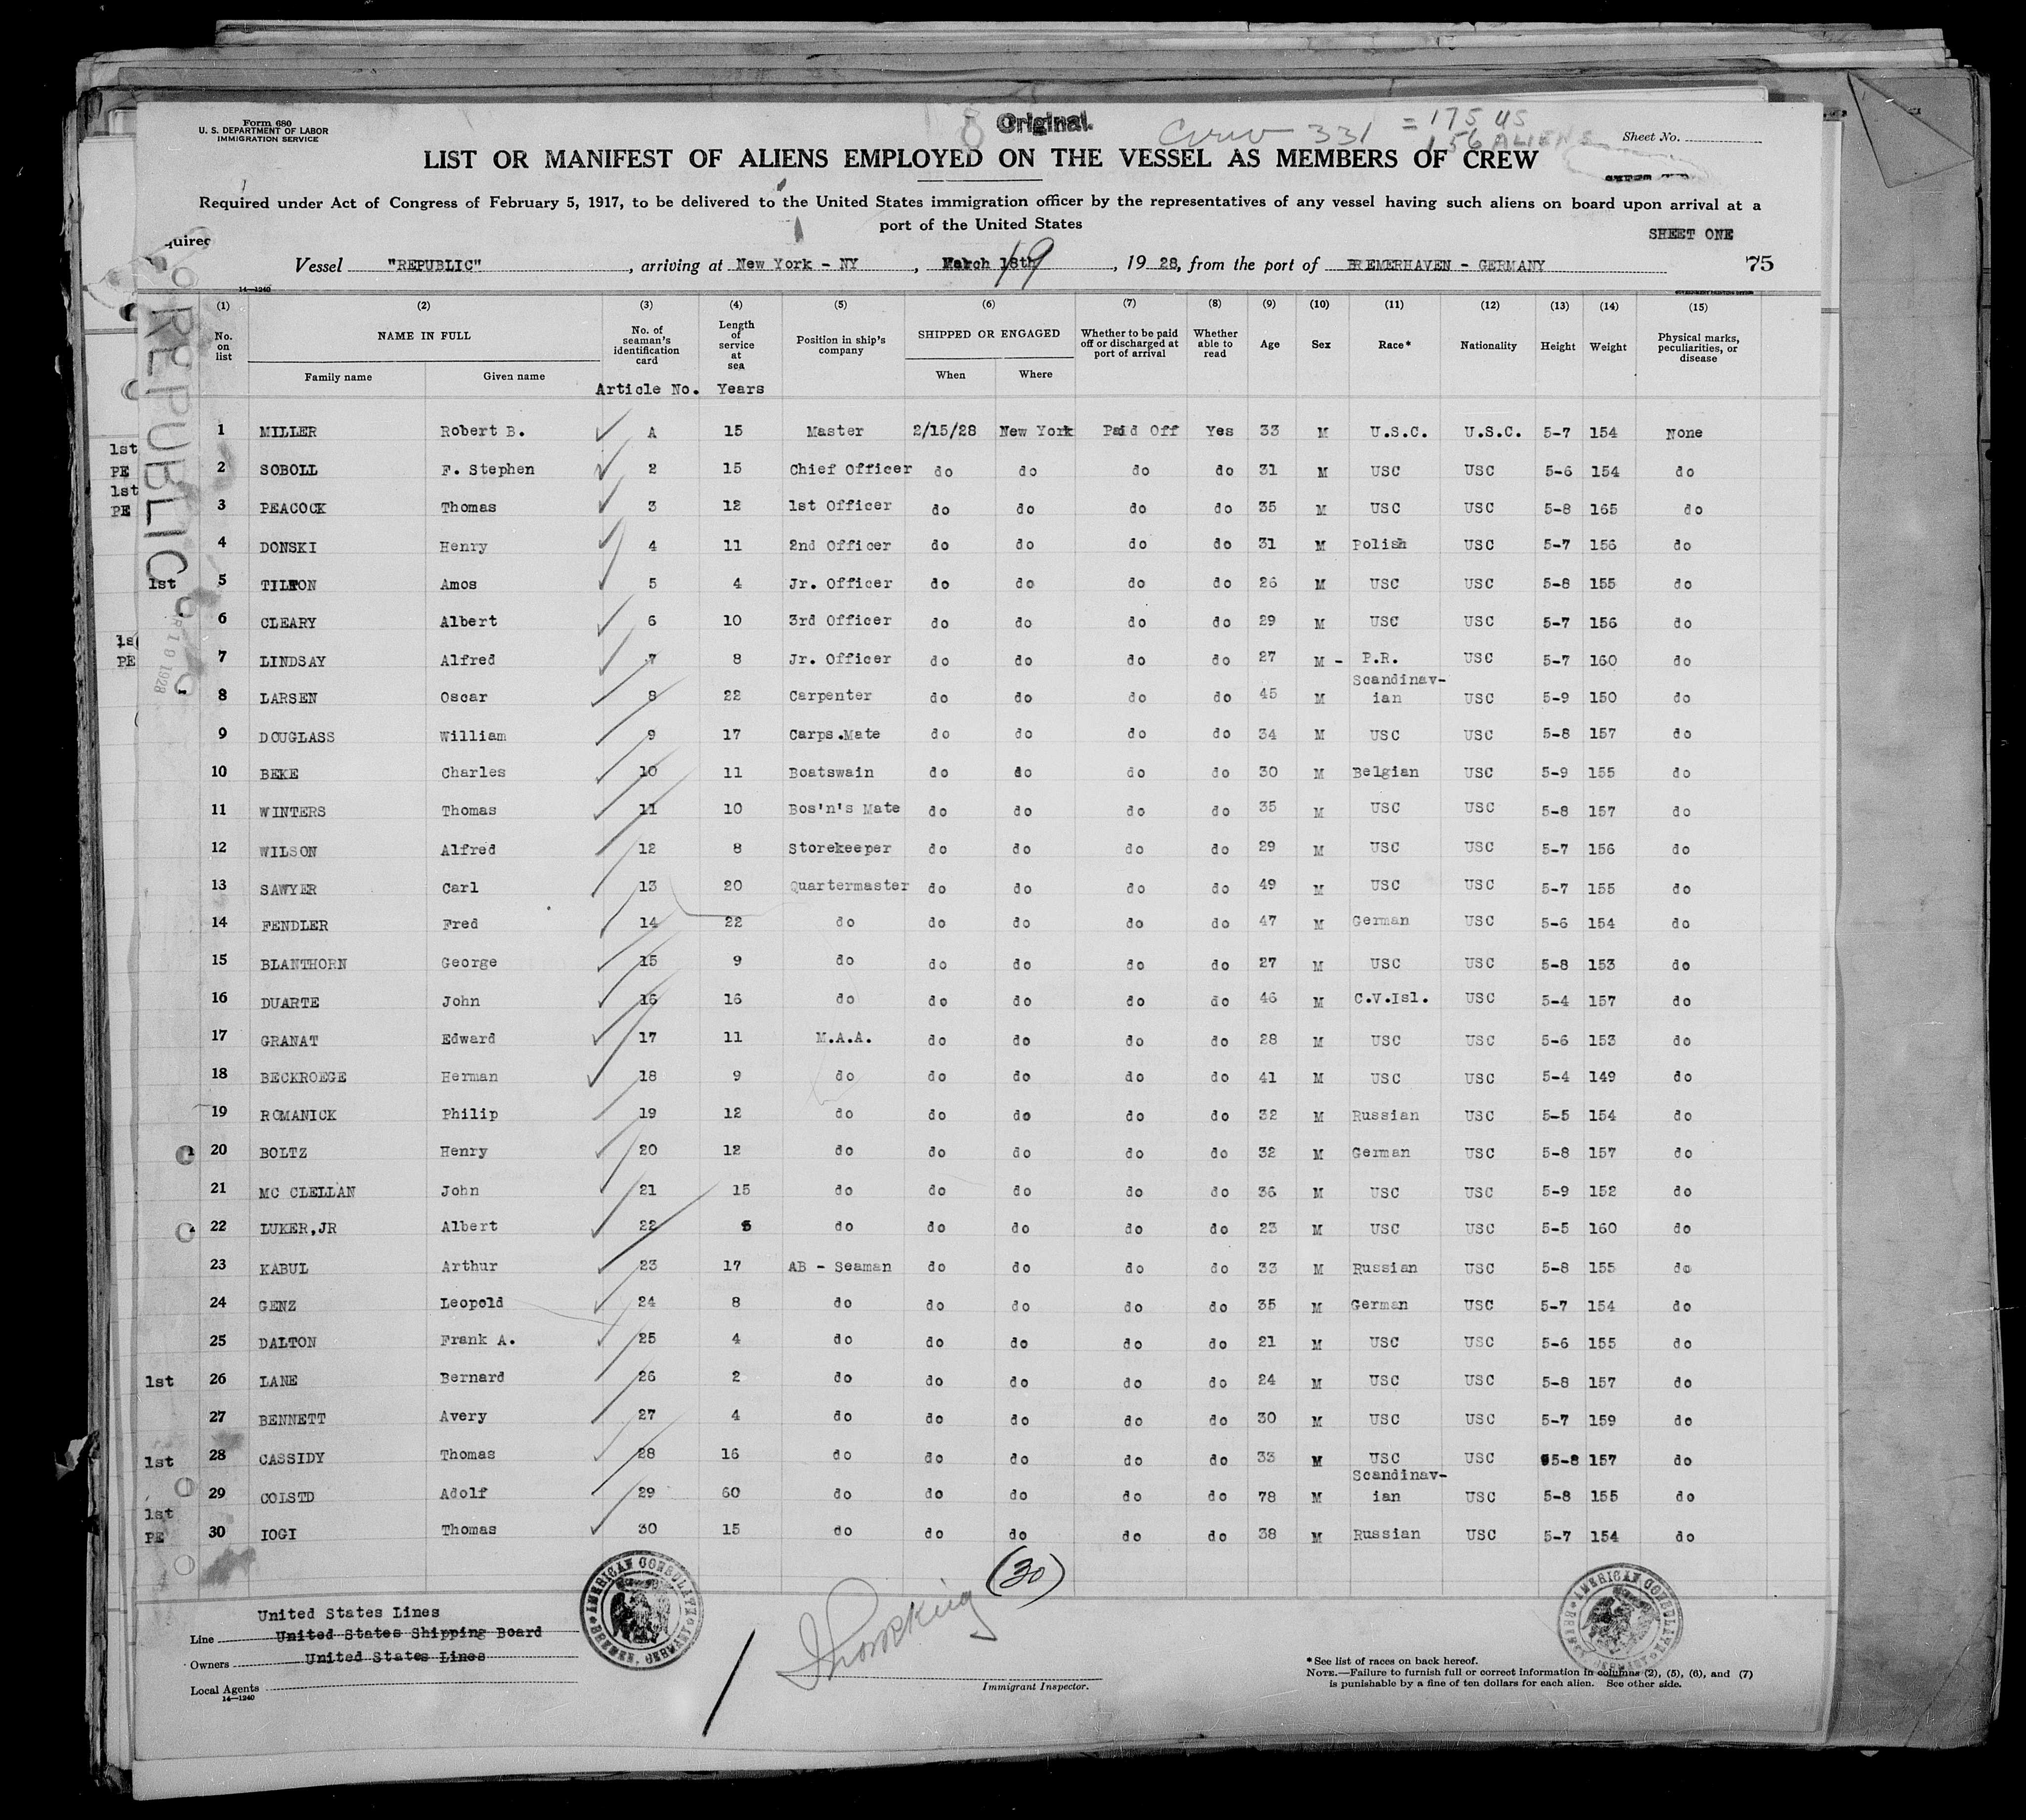 Form 680
U. S. DEPARTMENT OF LABOR
IMMIGRATION SERVICE
Original.
Crew 331 = 175 US
156 ALIENS
Sheet No.
LIST OR MANIFEST OF ALIENS EMPLOYED ON THE VESSEL AS MEMBERS OF CREW
Required under Act of Congress of February 5, 1917, to be delivered to the United States immigration officer by the representatives of any vessel having such aliens on board upon arrival at a
port of the United States
SHEET ONE
Vessel "REPUBLIC", arriving at New York - NY, March 18th 19, 1928, from the port of BREMERHAVEN - GERMANY 75
14-1240
REPUBLIC
(1) (2) (3) (4) (5) (6) (7) (8) (9) (10) (11) (12) (13) (14) (15)
No. on list NAME IN FULL No. of seaman's identification card Length of service at sea Position in ship's company SHIPPED OR ENGAGED Whether to be paid off or discharged at port of arrival Whether able to read Age Sex Race* Nationality Height Weight Physical marks, peculiarities, or disease
Family name Given name When Where
Article No. Years
1 MILLER Robert B. A 15 Master 2/15/28 New York Paid Off Yes 33 M U.S.C. U.S.C. 5-7 154 None
2 SOBOLL F. Stephen 2 15 Chief Officer do do do do 31 M USC USC 5-6 154 do
3 PEACOCK Thomas 3 12 1st Officer do do do do 35 M USC USC 5-8 165 do
4 DONSKI Henry 4 11 2nd Officer do do do do 31 M Polish USC 5-7 156 do
1st 5 TILTON Amos 5 4 Jr. Officer do do do do 26 M USC USC 5-8 155 do
6 CLEARY Albert 6 10 3rd Officer do do do do 29 M USC USC 5-7 156 do
7 LINDSAY Alfred 7 8 Jr. Officer do do do do 27 M - P.R. USC 5-7 160 do
8 LARSEN Oscar 8 22 Carpenter do do do do 45 M Scandinav-ian USC 5-9 150 do
9 DOUGLASS William 9 17 Carps.Mate do do do do 34 M USC USC 5-8 157 do
10 BEKE Charles 10 11 Boatswain do do do do 30 M Belgian USC 5-9 155 do
11 WINTERS Thomas 11 10 Bos'n's Mate do do do do 35 M USC USC 5-8 157 do
12 WILSON Alfred 12 8 Storekeeper do do do do 29 M USC USC 5-7 156 do
13 SAWYER Carl 13 20 Quartermaster do do do do 49 M USC USC 5-7 155 do
14 FENDLER Fred 14 22 do do do do do 47 M German USC 5-6 154 do
15 BLANTHORN George 15 9 do do do do do 27 M USC USC 5-8 153 do
16 DUARTE John 16 16 do do do do do 46 M C.V.Isl. USC 5-4 157 do
17 GRANAT Edward 17 11 M.A.A. do do do do 28 M USC USC 5-6 153 do
18 BECKROEGE Herman 18 9 do do do do do 41 M USC USC 5-4 149 do
19 ROMANICK Philip 19 12 do do do do do 32 M Russian USC 5-5 154 do
20 BOLTZ Henry 20 12 do do do do do 32 M German USC 5-8 157 do
21 MC CLELLAN John 21 15 do do do do do 36 M USC USC 5-9 152 do
22 LUKER,JR Albert 22 5 do do do do do 23 M USC USC 5-5 160 do
23 KABUL Arthur 23 17 AB - Seaman do do do do 33 M Russian USC 5-8 155 do
24 GENZ Leopold 24 8 do do do do do 35 M German USC 5-7 154 do
25 DALTON Frank A. 25 4 do do do do do 21 M USC USC 5-6 155 do
1st 26 LANE Bernard 26 2 do do do do do 24 M USC USC 5-8 157 do
27 BENNETT Avery 27 4 do do do do do 30 M USC USC 5-7 159 do
1st 28 CASSIDY Thomas 28 16 do do do do do 33 M USC USC 5-8 157 do
29 COLSTD Adolf 29 60 do do do do do 78 M Scandinav-ian USC 5-8 155 do
1st PE 30 IOGI Thomas 30 15 do do do do do 38 M Russian USC 5-7 154 do
(30)
AMERICAN CONSULATE BREMEN, GERMANY
AMERICAN CONSULATE BREMEN, GERMANY
United States Lines
Line United States Shipping Board
Owners United States Lines
Local Agents
14-1240
Immigrant Inspector.
* See list of races on back hereof.
NOTE.—Failure to furnish full or correct information in columns (2), (5), (6), and (7)
is punishable by a fine of ten dollars for each alien. See other side.